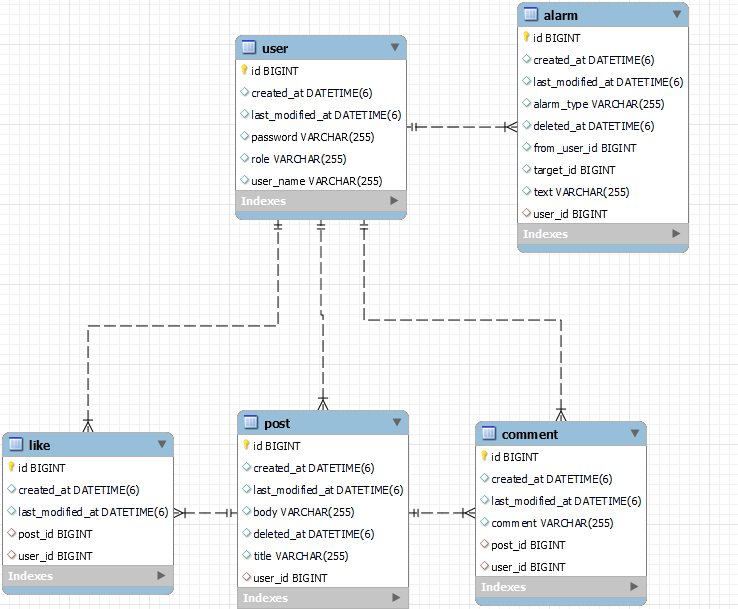 user
id BIGINT
created_at DATETIME(6)
last_modified_at DATETIME(6)
password VARCHAR(255)
role VARCHAR(255)
user_name VARCHAR(255)
Indexes
alarm
id BIGINT
created_at DATETIME(6)
last_modified_at DATETIME(6)
alarm_type VARCHAR(255)
deleted_at DATETIME(6)
from_user_id BIGINT
target_id BIGINT
text VARCHAR(255)
user_id BIGINT
Indexes
like
id BIGINT
created_at DATETIME(6)
last_modified_at DATETIME(6)
post_id BIGINT
user_id BIGINT
Indexes
post
id BIGINT
created_at DATETIME(6)
last_modified_at DATETIME(6)
body VARCHAR(255)
deleted_at DATETIME(6)
title VARCHAR(255)
user_id BIGINT
Indexes
comment
id BIGINT
created_at DATETIME(6)
last_modified_at DATETIME(6)
comment VARCHAR(255)
post_id BIGINT
user_id BIGINT
Indexes